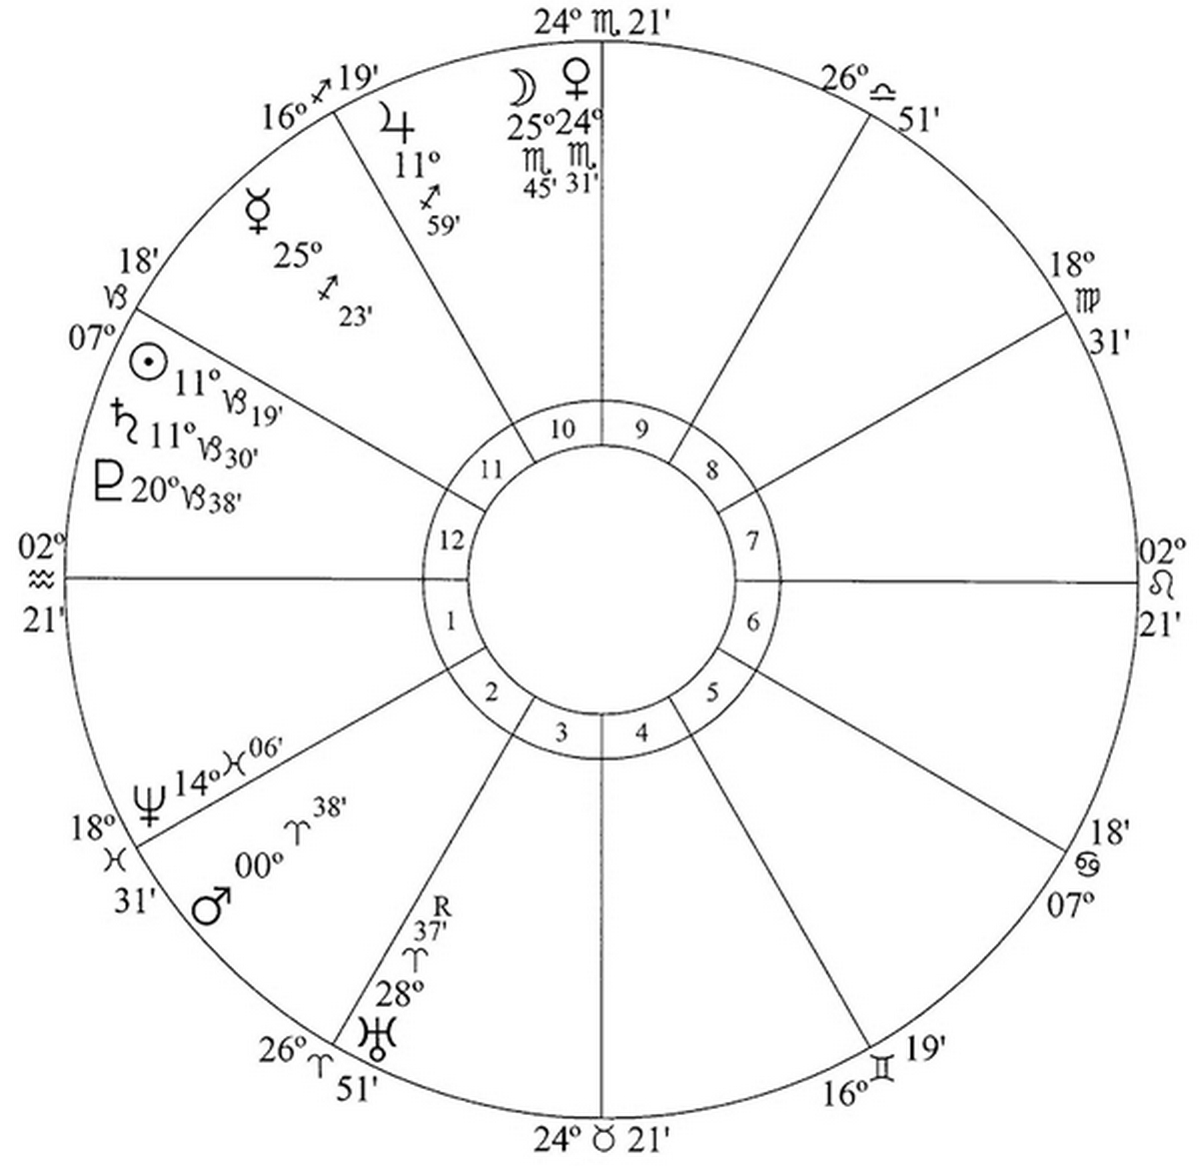 24º ♏ 21'
26º ♎ 51'
18º ♍ 31'
02º ♌ 21'
18' ♋ 07º
19' ♊ 16º
24º ♉ 21'
26º ♈ 51'
18º ♓ 31'
02º ♒ 21'
18' ♑ 07º
16º ♐ 19'
☽ 25º ♏ 45'
♀ 24º ♏ 31'
♃ 11º ♐ 59'
☿ 25º ♐ 23'
☉ 11º ♑ 19'
♄ 11º ♑ 30'
♇ 20º ♑ 38'
♆ 14º ♓ 06'
♂ 00º ♈ 38'
♅ 28º ♈ 37' R
10
9
8
7
6
5
4
3
2
1
12
11